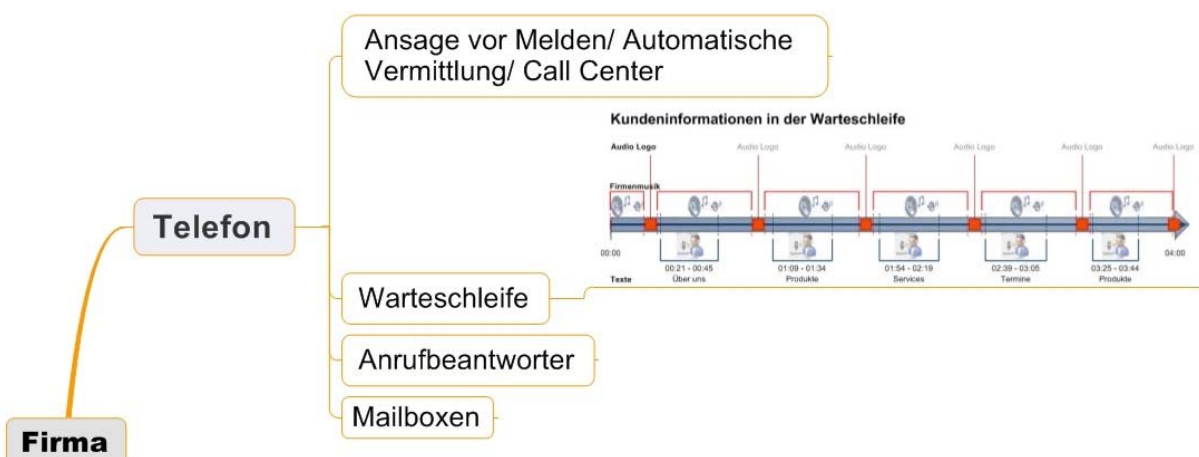 Ansage vor Melden/ Automatische
Vermittlung/ Call Center
Kundeninformationen in der Warteschleife
Audio Logo Audio Logo Audio Logo Audio Logo Audio Logo Audio Logo
Firmenmusik
Telefon
00:00 04:00
00:21 - 00:45 01:09 - 01:34 01:54 - 02:19 02:39 - 03:05 03:25 - 03:44
Texte Über uns Produkte Services Termine Produkte
Warteschleife
Anrufbeantworter
Mailboxen
Firma